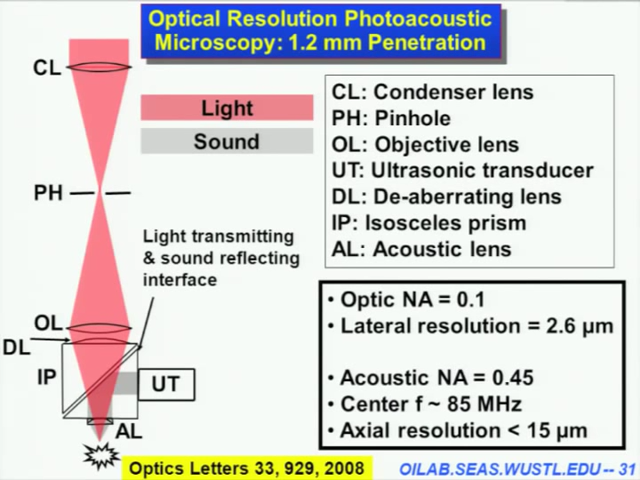 Optical Resolution Photoacoustic
Microscopy: 1.2 mm Penetration
CL
Light
Sound
CL: Condenser lens
PH: Pinhole
OL: Objective lens
UT: Ultrasonic transducer
DL: De-aberrating lens
IP: Isosceles prism
AL: Acoustic lens
PH
Light transmitting
& sound reflecting
interface
OL
DL
IP
UT
AL
• Optic NA = 0.1
• Lateral resolution = 2.6 µm
• Acoustic NA = 0.45
• Center f ~ 85 MHz
• Axial resolution < 15 µm
Optics Letters 33, 929, 2008
OILAB.SEAS.WUSTL.EDU -- 31